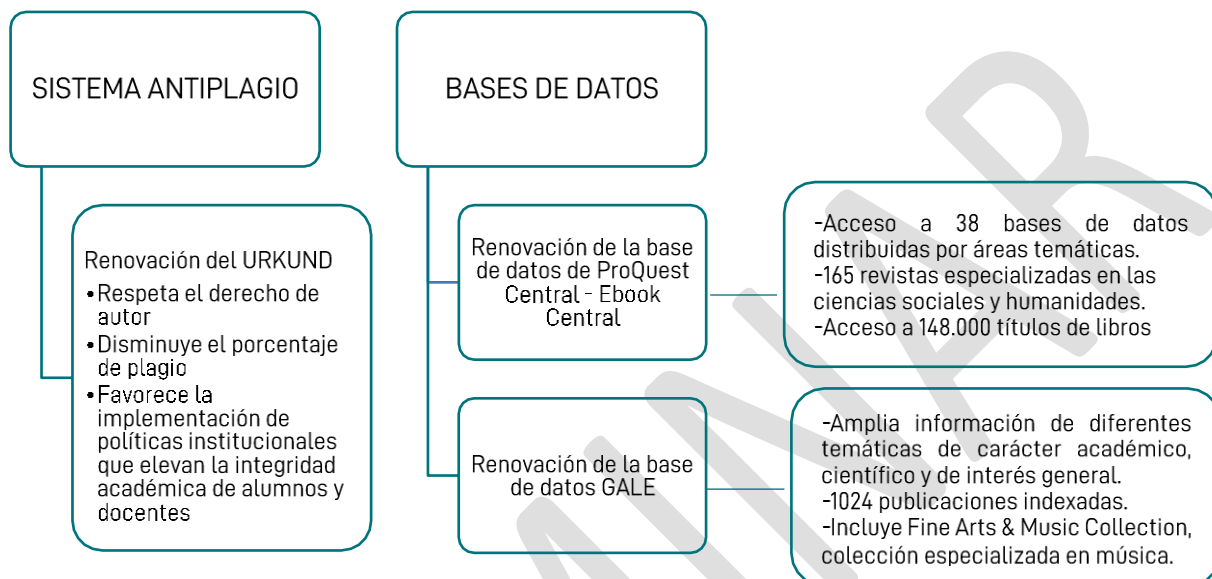 SISTEMA ANTIPLAGIO
Renovación del URKUND
•Respeta el derecho de
autor
•Disminuye el porcentaje
de plagio
•Favorece la
implementación de
políticas institucionales
que elevan la integridad
académica de alumnos y
docentes
BASES DE DATOS
Renovación de la base
de datos de ProQuest
Central - Ebook
Central
-Acceso a 38 bases de datos
distribuidas por áreas temáticas.
-165 revistas especializadas en las
ciencias sociales y humanidades.
-Acceso a 148.000 títulos de libros
Renovación de la base
de datos GALE
-Amplia información de diferentes
temáticas de carácter académico,
científico y de interés general.
-1024 publicaciones indexadas.
-Incluye Fine Arts & Music Collection,
colección especializada en música.
MINAR